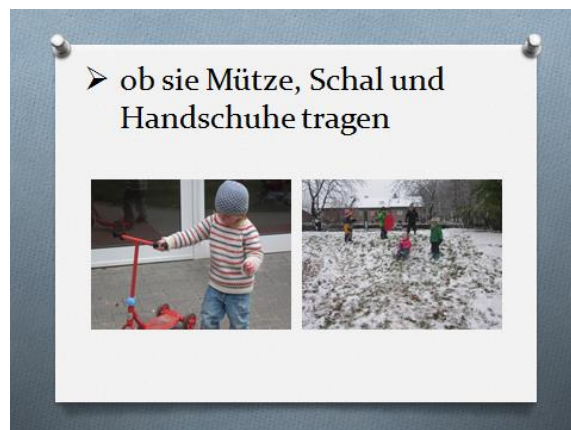 ➢ ob sie Mütze, Schal und
Handschuhe tragen